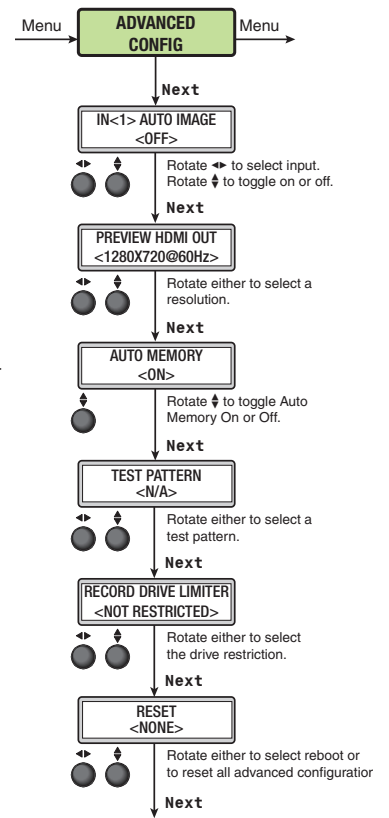 Menu
ADVANCED
CONFIG
Menu
Next
IN<1> AUTO IMAGE
<OFF>
Rotate ◂▸ to select input.
Rotate ▴▾ to toggle on or off.
Next
PREVIEW HDMI OUT
<1280X720@60Hz>
Rotate either to select a
resolution.
Next
AUTO MEMORY
<ON>
Rotate ▴▾ to toggle Auto
Memory On or Off.
Next
TEST PATTERN
<N/A>
Rotate either to select a
test pattern.
Next
RECORD DRIVE LIMITER
<NOT RESTRICTED>
Rotate either to select
the drive restriction.
Next
RESET
<NONE>
Rotate either to select reboot or
to reset all advanced configuration
Next